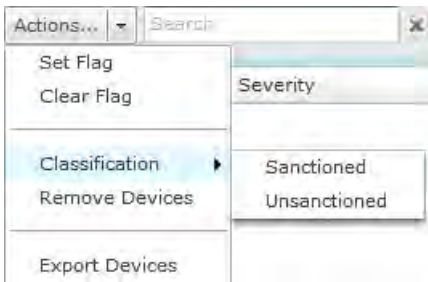 Actions... Search
Set Flag
Clear Flag
Severity
Classification
Sanctioned
Remove Devices
Unsanctioned
Export Devices